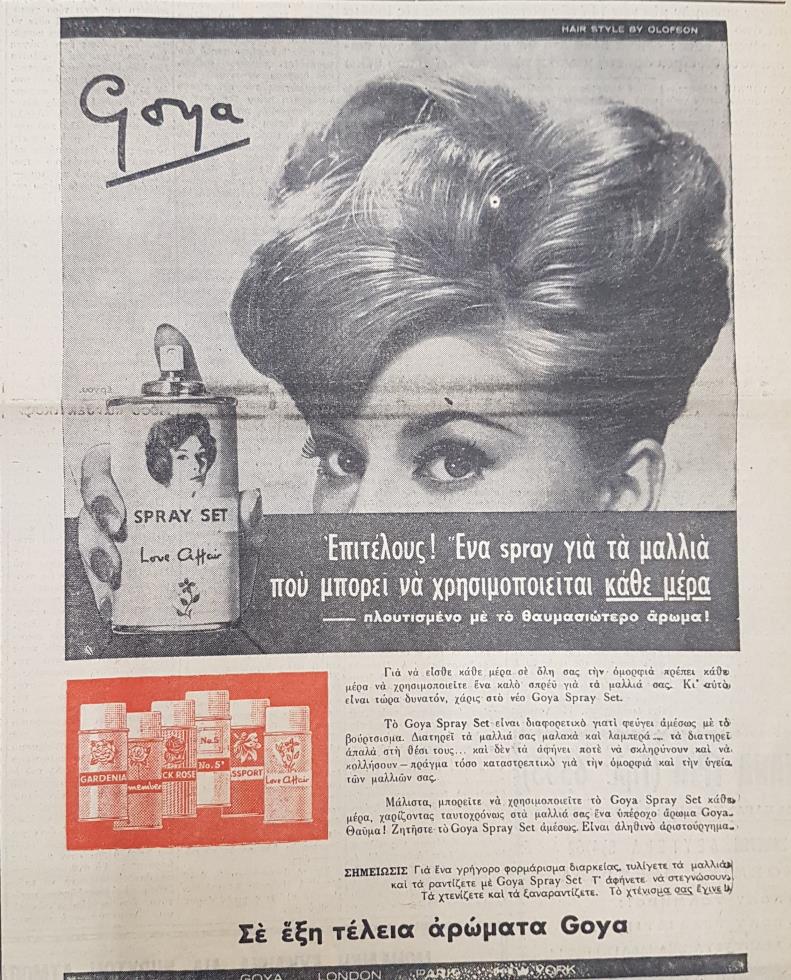 HAIR STYLE BY OLOFSON
Goya
SPRAY SET
Love Affair
Ἐπιτέλους! Ἕνα spray γιὰ τὰ μαλλιὰ
ποὺ μπορεῖ νὰ χρησιμοποιεῖται κάθε μέρα
— πλουτισμένο μὲ τὸ θαυμασιώτερο ἄρωμα!
Γιὰ νὰ εἶσθε κάθε μέρα σὲ ὅλη σας τὴν ὀμορφιὰ πρέπει κάθε
μέρα νὰ χρησιμοποιεῖτε ἕνα καλὸ σπρέϋ γιὰ τὰ μαλλιά σας. Κι' αὐτὸ
εἶναι τώρα δυνατόν, χάρις στὸ νέο Goya Spray Set.
Τὸ Goya Spray Set εἶναι διαφορετικὸ γιατὶ φεύγει ἀμέσως μὲ τὸ
βούρτσισμα. Διατηρεῖ τὰ μαλλιά σας μαλακὰ καὶ λαμπερά... τὰ διατηρεῖ
ἁπαλὰ στὴ θέσι τους... καὶ δὲν τὰ ἀφήνει ποτὲ νὰ σκληρύνουν καὶ νὰ
κολλήσουν — πράγμα τόσο καταστρεπτικὸ γιὰ τὴν ὀμορφιὰ καὶ τὴν ὑγεία
τῶν μαλλιῶν σας.
Μάλιστα, μπορεῖτε νὰ χρησιμοποιεῖτε τὸ Goya Spray Set κάθε
μέρα, χαρίζοντας ταυτοχρόνως στὰ μαλλιά σας ἕνα ὑπέροχο ἄρωμα Goya.
Θαῦμα! Ζητῆστε τὸ Goya Spray Set ἀμέσως. Εἶναι ἀληθινὸ ἀριστούργημα.
GARDENIA
member
CK ROSE
No. 5
No. 5*
SSPORT
Love Affair
ΣΗΜΕΙΩΣΙΣ Γιὰ ἕνα γρήγορο φορμάρισμα διαρκείας, τυλίγετε τὰ μαλλιὰ
καὶ τὰ ραντίζετε μὲ Goya Spray Set Τ' ἀφήνετε νὰ στεγνώσουν.
Τὰ χτενίζετε καὶ τὰ ξαναραντίζετε. Τὸ χτένισμα σας ἔγινε!
Σὲ ἕξη τέλεια ἀρώματα Goya
GOYA LONDON PARIS NEW YORK